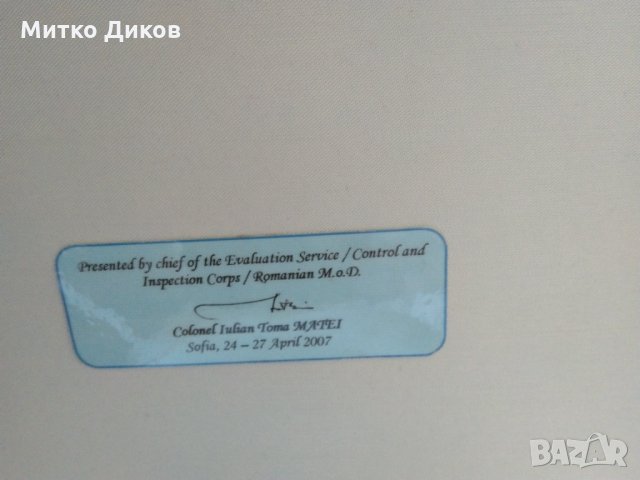 Митко Диков
Presented by chief of the Evaluation Service / Control and
Inspection Corps / Romanian M.o.D.
Colonel Iulian Toma MATEI
Sofia, 24 – 27 April 2007
BAZAR